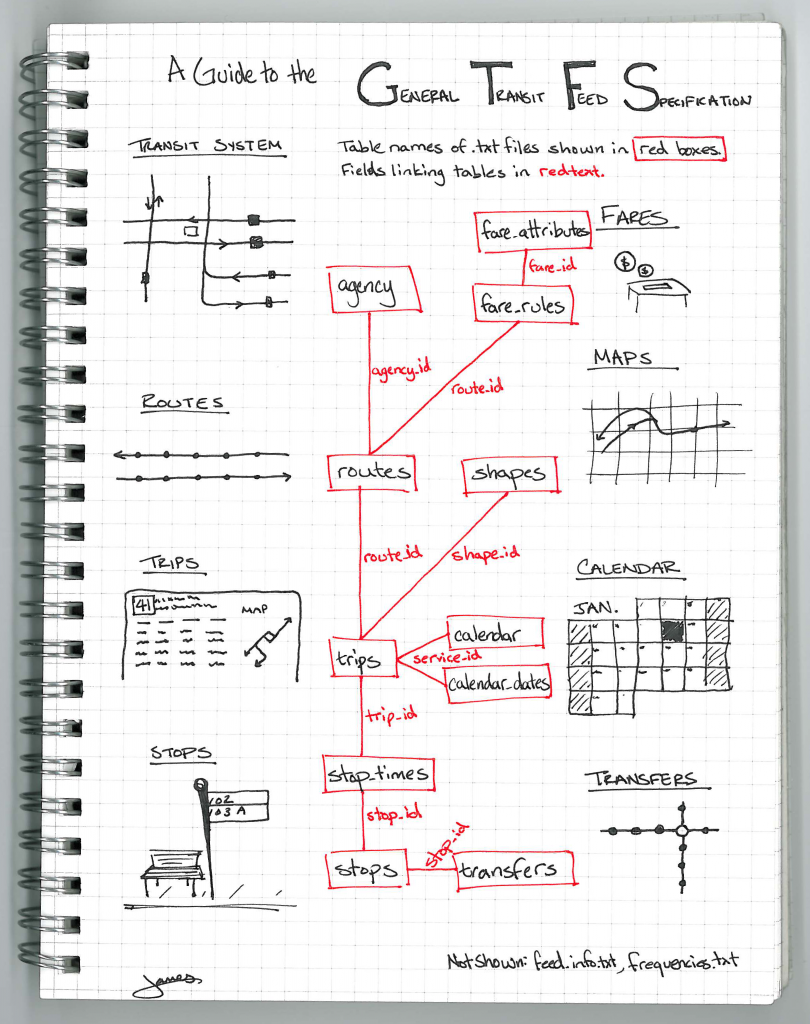 A Guide to the GENERAL TRANSIT FEED SPECIFICATION
TRANSIT SYSTEM
Table names of .txt files shown in red boxes.
Fields linking tables in red text.
fare_attributes
FARES
fare_id
$
$
agency
fare_rules
MAPS
agency_id
route_id
ROUTES
routes
shapes
route_id
shape_id
TRIPS
CALENDAR
41
MAP
JAN.
calendar
trips
service_id
calendar_dates
trip_id
STOPS
stop_times
TRANSFERS
102
103 A
stop_id
stop_id
stops
transfers
Not shown: feed_info.txt, frequencies.txt
James